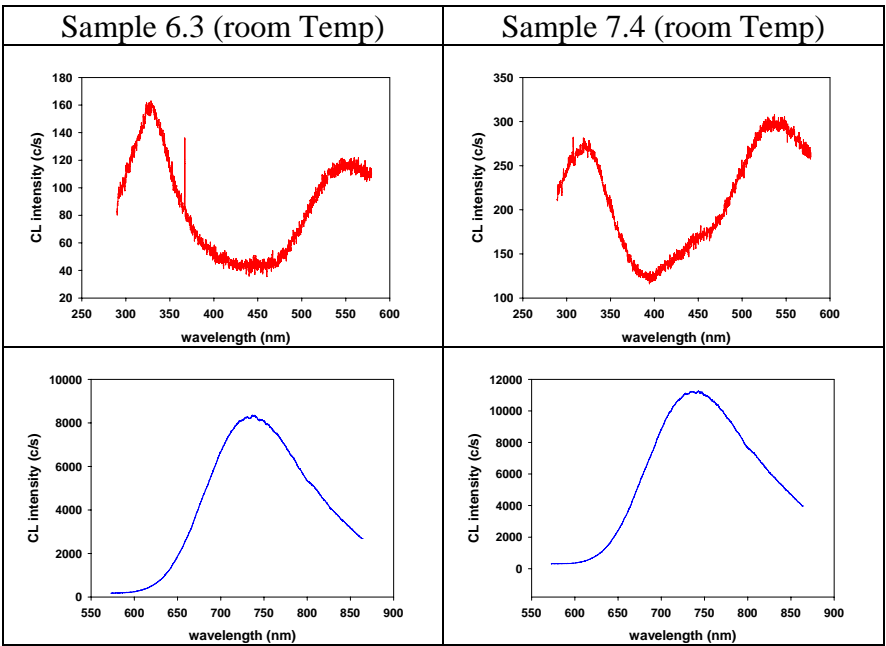 Sample 6.3 (room Temp)
Sample 7.4 (room Temp)
180
160
140
120
100
80
60
40
20
CL intensity (c/s)
250 300 350 400 450 500 550 600
wavelength (nm)
350
300
250
200
150
100
CL intensity (c/s)
250 300 350 400 450 500 550 600
wavelength (nm)
10000
8000
6000
4000
2000
0
CL intensity (c/s)
550 600 650 700 750 800 850 900
wavelength (nm)
12000
10000
8000
6000
4000
12000
0
CL intensity (c/s)
550 600 650 700 750 800 850 900
wavelength (nm)